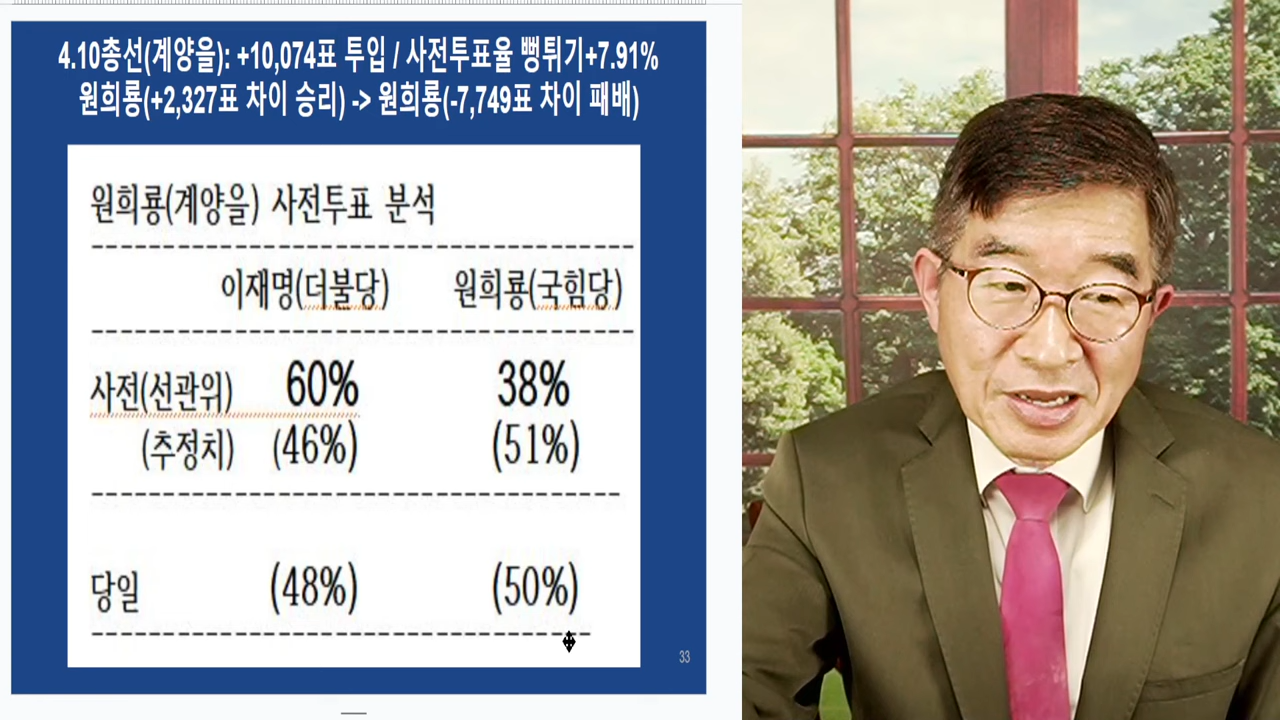 4.10총선(계양을): +10,074표 투입 / 사전투표율 뻥튀기+7.91%
원희룡(+2,327표 차이 승리) -> 원희룡(-7,749표 차이 패배)
원희룡(계양을) 사전투표 분석
이재명(더불당) 원희룡(국힘당)
사전(선관위) 60% 38%
(추정치) (46%) (51%)
당일 (48%) (50%)
33